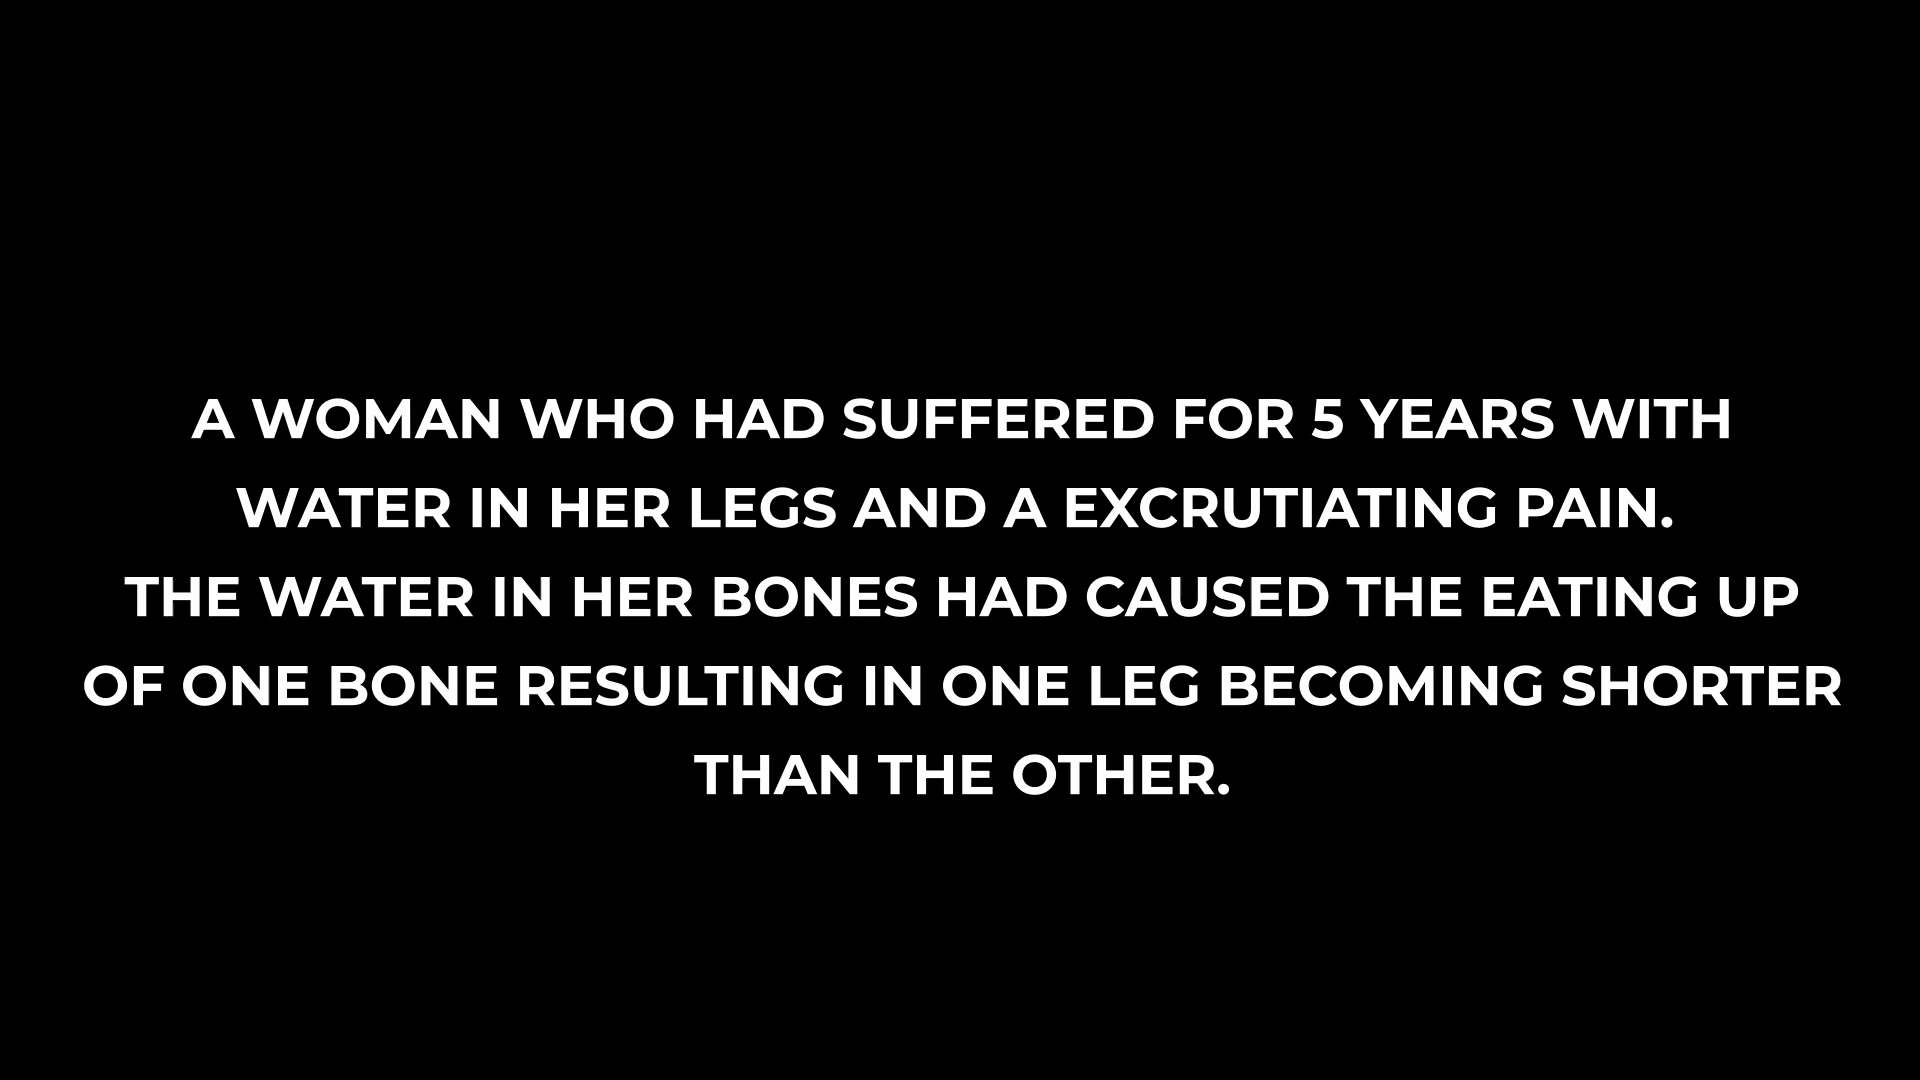 A WOMAN WHO HAD SUFFERED FOR 5 YEARS WITH
WATER IN HER LEGS AND A EXCRUTIATING PAIN.
THE WATER IN HER BONES HAD CAUSED THE EATING UP
OF ONE BONE RESULTING IN ONE LEG BECOMING SHORTER
THAN THE OTHER.